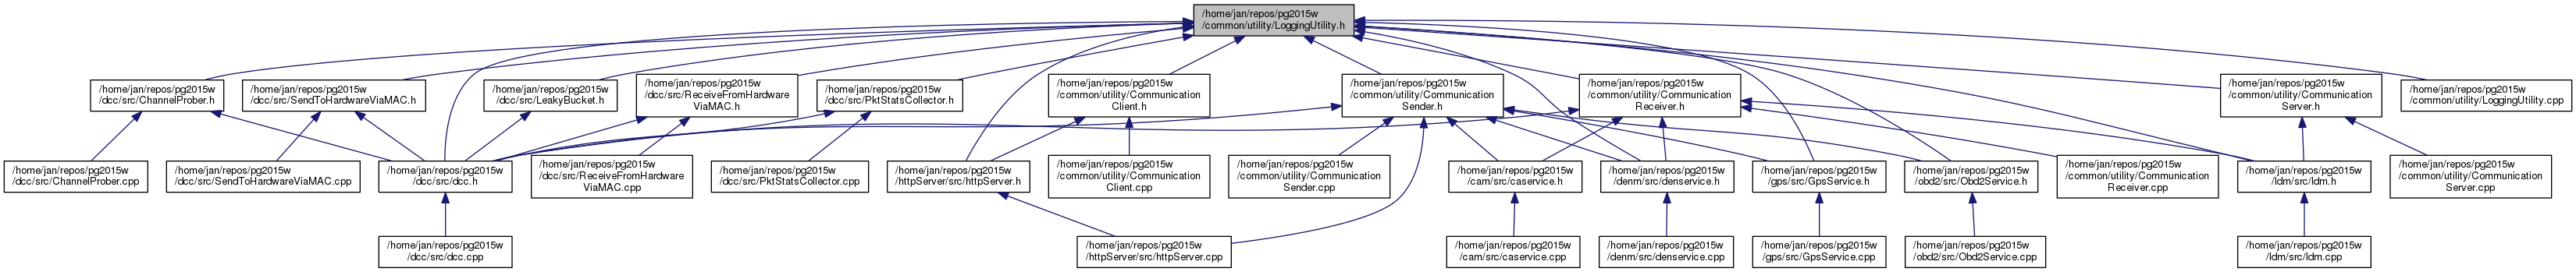 /home/jan/repos/pg2015w
/common/utility/LoggingUtility.h
/home/jan/repos/pg2015w
/dcc/src/ChannelProber.h
/home/jan/repos/pg2015w
/dcc/src/SendToHardwareViaMAC.h
/home/jan/repos/pg2015w
/dcc/src/LeakyBucket.h
/home/jan/repos/pg2015w
/dcc/src/ReceiveFromHardware
ViaMAC.h
/home/jan/repos/pg2015w
/dcc/src/PktStatsCollector.h
/home/jan/repos/pg2015w
/common/utility/Communication
Client.h
/home/jan/repos/pg2015w
/common/utility/Communication
Sender.h
/home/jan/repos/pg2015w
/common/utility/Communication
Receiver.h
/home/jan/repos/pg2015w
/common/utility/Communication
Server.h
/home/jan/repos/pg2015w
/common/utility/LoggingUtility.cpp
/home/jan/repos/pg2015w
/dcc/src/ChannelProber.cpp
/home/jan/repos/pg2015w
/dcc/src/SendToHardwareViaMAC.cpp
/home/jan/repos/pg2015w
/dcc/src/dcc.h
/home/jan/repos/pg2015w
/dcc/src/ReceiveFromHardware
ViaMAC.cpp
/home/jan/repos/pg2015w
/dcc/src/PktStatsCollector.cpp
/home/jan/repos/pg2015w
/httpServer/src/httpServer.h
/home/jan/repos/pg2015w
/common/utility/Communication
Client.cpp
/home/jan/repos/pg2015w
/common/utility/Communication
Sender.cpp
/home/jan/repos/pg2015w
/cam/src/caservice.h
/home/jan/repos/pg2015w
/denm/src/denservice.h
/home/jan/repos/pg2015w
/gps/src/GpsService.h
/home/jan/repos/pg2015w
/obd2/src/Obd2Service.h
/home/jan/repos/pg2015w
/common/utility/Communication
Receiver.cpp
/home/jan/repos/pg2015w
/ldm/src/ldm.h
/home/jan/repos/pg2015w
/common/utility/Communication
Server.cpp
/home/jan/repos/pg2015w
/dcc/src/dcc.cpp
/home/jan/repos/pg2015w
/httpServer/src/httpServer.cpp
/home/jan/repos/pg2015w
/cam/src/caservice.cpp
/home/jan/repos/pg2015w
/denm/src/denservice.cpp
/home/jan/repos/pg2015w
/gps/src/GpsService.cpp
/home/jan/repos/pg2015w
/obd2/src/Obd2Service.cpp
/home/jan/repos/pg2015w
/ldm/src/ldm.cpp